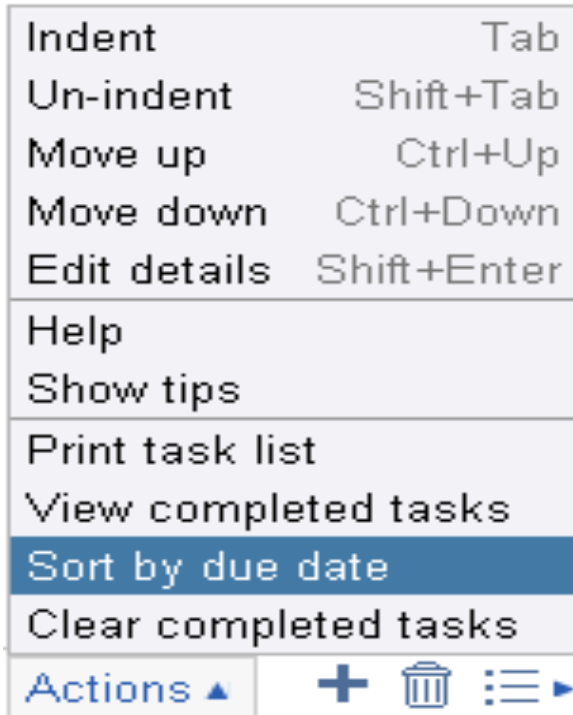 Indent Tab
Un-indent Shift+Tab
Move up Ctrl+Up
Move down Ctrl+Down
Edit details Shift+Enter
Help
Show tips
Print task list
View completed tasks
Sort by due date
Clear completed tasks
Actions